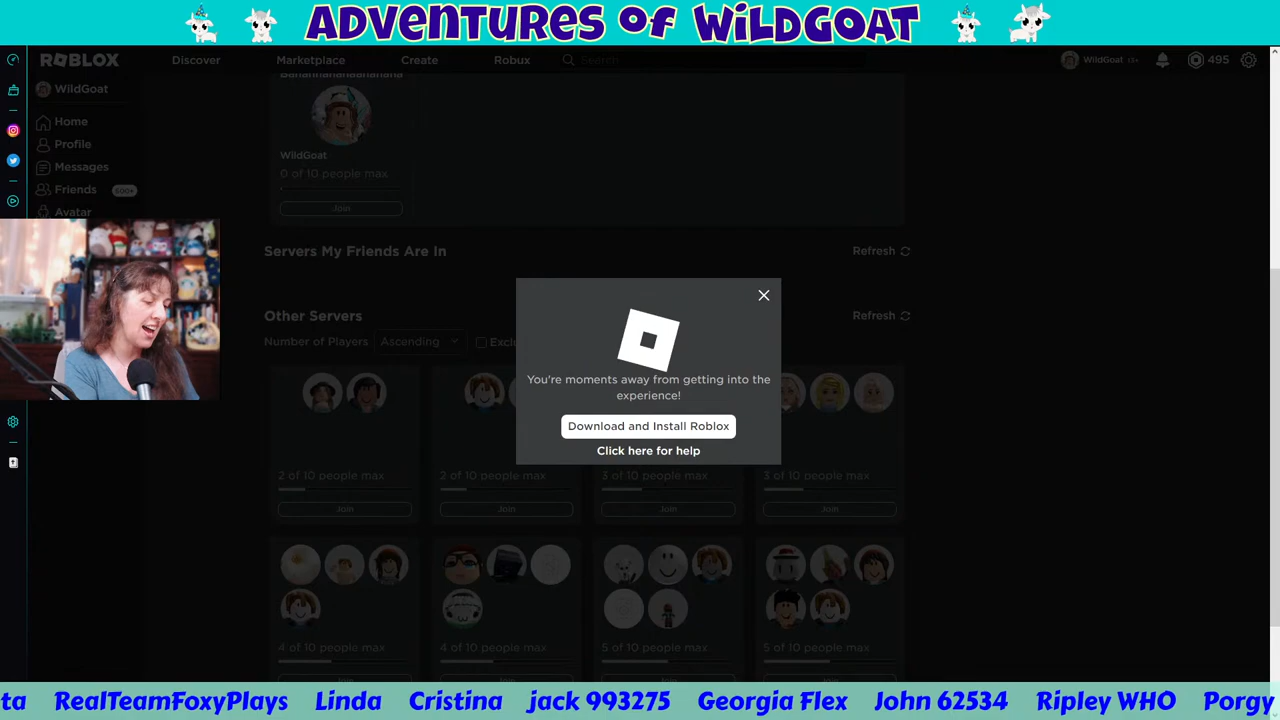 ADVENTURES OF WILDGOAT
ROBLOX
Discover
Marketplace
Create
Robux
Search
WildGoat 13+
495
WildGoat
Home
Profile
Messages
Friends
500+
Avatar
WildGoat
0 of 10 people max
Join
Servers My Friends Are In
Refresh
Other Servers
Refresh
Number of Players
Ascending
You're moments away from getting into the
experience!
Download and Install Roblox
Click here for help
2 of 10 people max
2 of 10 people max
3 of 10 people max
3 of 10 people max
Join
Join
Join
Join
4 of 10 people max
4 of 10 people max
5 of 10 people max
5 of 10 people max
ta RealTeamFoxyPlays Linda Cristina jack 993275 Georgia Flex John 62534 Ripley WHO Porgy